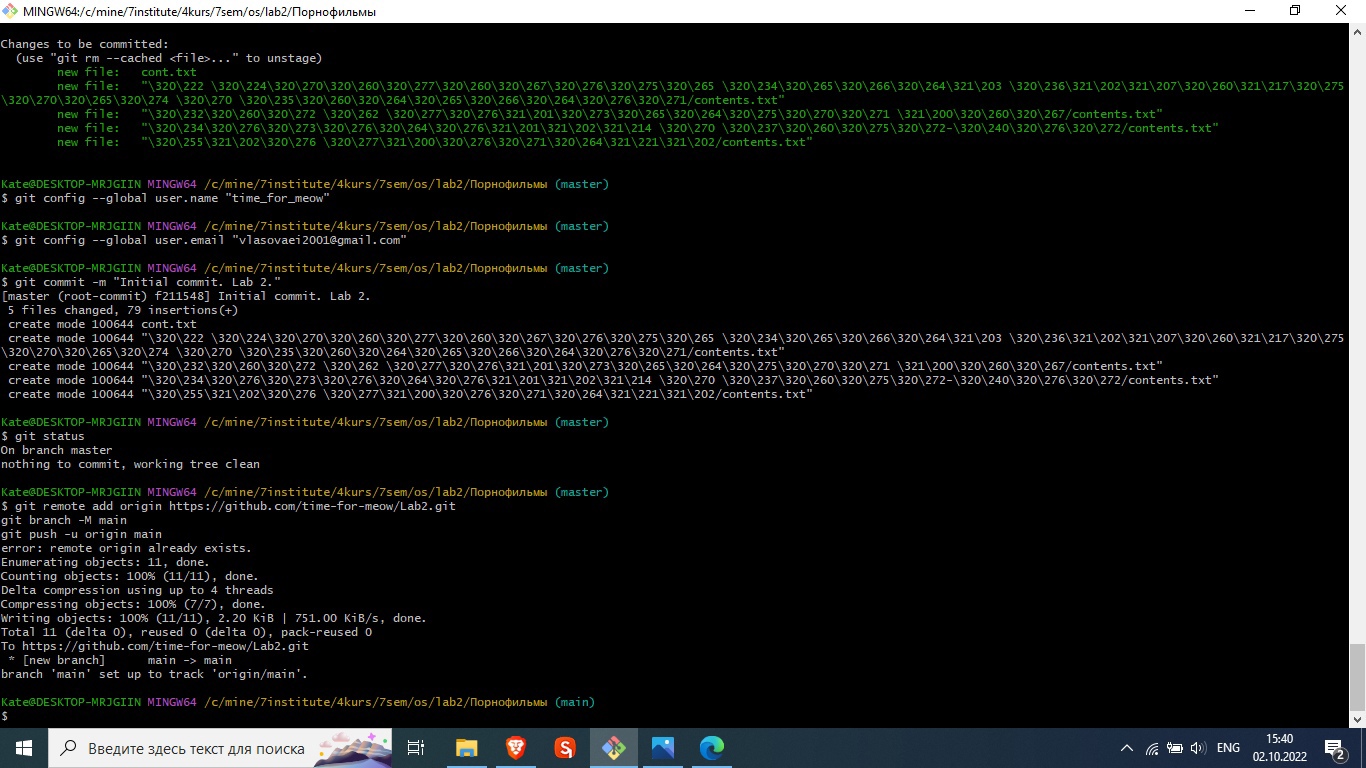 MINGW64:/c/mine/7institute/4kurs/7sem/os/lab2/Порнофильмы
Changes to be committed:
  (use "git rm --cached <file>..." to unstage)
        new file:   cont.txt
        new file:   "\320\222 \320\224\320\270\320\260\320\277\320\260\320\267\320\276\320\275\320\265 \320\234\320\265\320\266\320\264\321\203 \320\236\321\202\321\207\320\260\321\217\320\275
\320\270\320\265\320\274 \320\270 \320\235\320\260\320\264\320\265\320\266\320\264\320\276\320\271/contents.txt"
        new file:   "\320\232\320\260\320\272 \320\262 \320\277\320\276\321\201\320\273\320\265\320\264\320\275\320\270\320\271 \321\200\320\260\320\267/contents.txt"
        new file:   "\320\234\320\276\320\273\320\276\320\264\320\276\321\201\321\202\321\214 \320\270 \320\237\320\260\320\275\320\272-\320\240\320\276\320\272/contents.txt"
        new file:   "\320\255\321\202\320\276 \320\277\321\200\320\276\320\271\320\264\321\221\321\202/contents.txt"
Kate@DESKTOP-MRJGIIN MINGW64 /c/mine/7institute/4kurs/7sem/os/lab2/Порнофильмы (master)
$ git config --global user.name "time_for_meow"
Kate@DESKTOP-MRJGIIN MINGW64 /c/mine/7institute/4kurs/7sem/os/lab2/Порнофильмы (master)
$ git config --global user.email "vlasovaei2001@gmail.com"
Kate@DESKTOP-MRJGIIN MINGW64 /c/mine/7institute/4kurs/7sem/os/lab2/Порнофильмы (master)
$ git commit -m "Initial commit. Lab 2."
[master (root-commit) f211548] Initial commit. Lab 2.
 5 files changed, 79 insertions(+)
 create mode 100644 cont.txt
 create mode 100644 "\320\222 \320\224\320\270\320\260\320\277\320\260\320\267\320\276\320\275\320\265 \320\234\320\265\320\266\320\264\321\203 \320\236\321\202\321\207\320\260\321\217\320\275
\320\270\320\265\320\274 \320\270 \320\235\320\260\320\264\320\265\320\266\320\264\320\276\320\271/contents.txt"
 create mode 100644 "\320\232\320\260\320\272 \320\262 \320\277\320\276\321\201\320\273\320\265\320\264\320\275\320\270\320\271 \321\200\320\260\320\267/contents.txt"
 create mode 100644 "\320\234\320\276\320\273\320\276\320\264\320\276\321\201\321\202\321\214 \320\270 \320\237\320\260\320\275\320\272-\320\240\320\276\320\272/contents.txt"
 create mode 100644 "\320\255\321\202\320\276 \320\277\321\200\320\276\320\271\320\264\321\221\321\202/contents.txt"
Kate@DESKTOP-MRJGIIN MINGW64 /c/mine/7institute/4kurs/7sem/os/lab2/Порнофильмы (master)
$ git status
On branch master
nothing to commit, working tree clean
Kate@DESKTOP-MRJGIIN MINGW64 /c/mine/7institute/4kurs/7sem/os/lab2/Порнофильмы (master)
$ git remote add origin https://github.com/time-for-meow/Lab2.git
git branch -M main
git push -u origin main
error: remote origin already exists.
Enumerating objects: 11, done.
Counting objects: 100% (11/11), done.
Delta compression using up to 4 threads
Compressing objects: 100% (7/7), done.
Writing objects: 100% (11/11), 2.20 KiB | 751.00 KiB/s, done.
Total 11 (delta 0), reused 0 (delta 0), pack-reused 0
To https://github.com/time-for-meow/Lab2.git
 * [new branch]      main -> main
branch 'main' set up to track 'origin/main'.
Kate@DESKTOP-MRJGIIN MINGW64 /c/mine/7institute/4kurs/7sem/os/lab2/Порнофильмы (main)
$
Введите здесь текст для поиска
ENG
15:40
02.10.2022
2